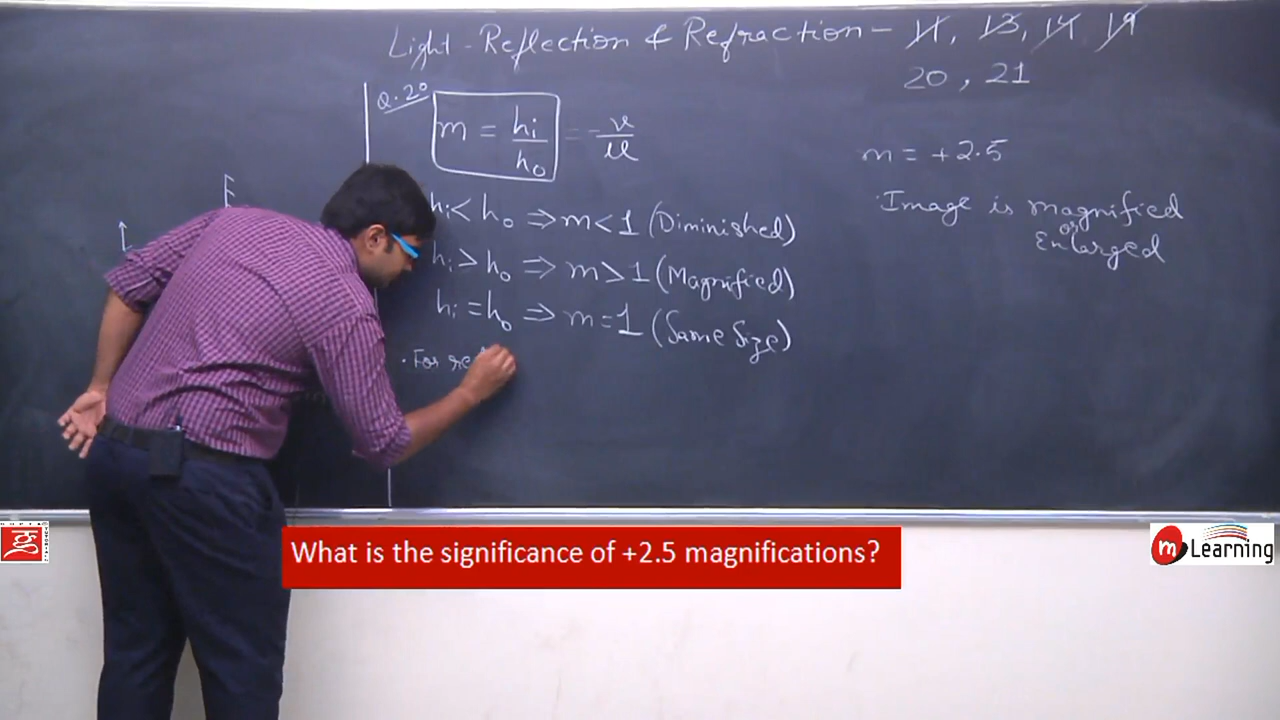 Light - Reflection & Refraction - 11, 13, 14, 19
20, 21
Q.20
m = hi/ho = -v/u
hi < ho ⇒ m < 1 (Diminished)
hi > ho ⇒ m > 1 (Magnified)
hi = ho ⇒ m = 1 (Same Size)
· For
m = +2.5
· Image is magnified
or
Enlarged
What is the significance of +2.5 magnifications?
m Learning